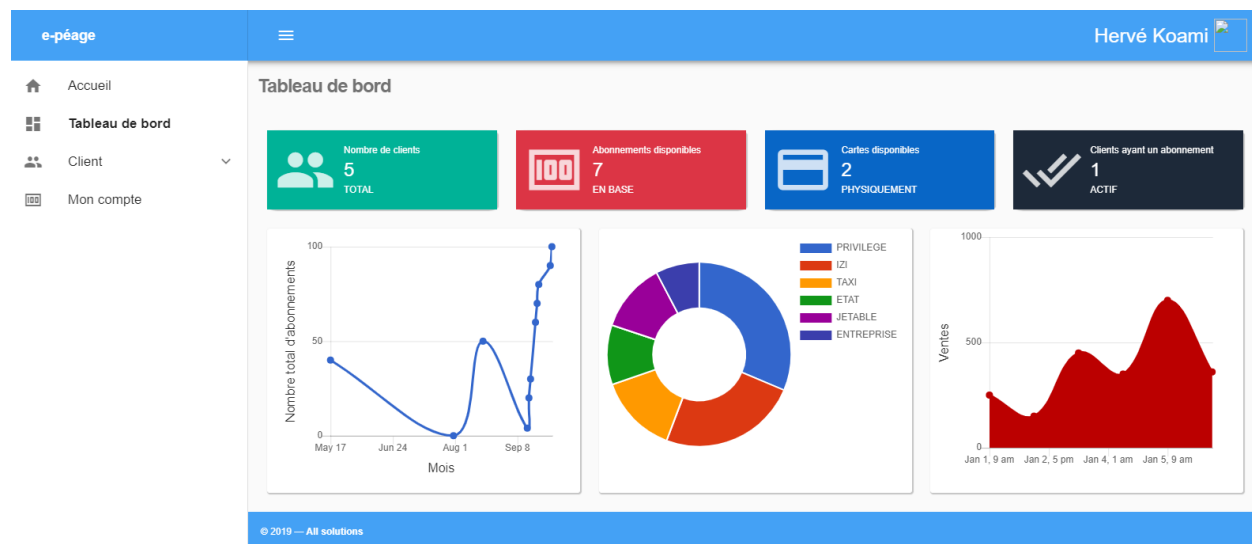 e-péage
Hervé Koami
Accueil
Tableau de bord
Client
Mon compte
Tableau de bord
Nombre de clients
5
TOTAL
100
Abonnements disponibles
7
EN BASE
Cartes disponibles
2
PHYSIQUEMENT
Clients ayant un abonnement
1
ACTIF
Nombre total d'abonnements
100
50
0
May 17 Jun 24 Aug 1 Sep 8
Mois
PRIVILEGE
IZI
TAXI
ETAT
JETABLE
ENTREPRISE
Ventes
1000
500
0
Jan 1, 9 am Jan 2, 5 pm Jan 4, 1 am Jan 5, 9 am
© 2019 — All solutions